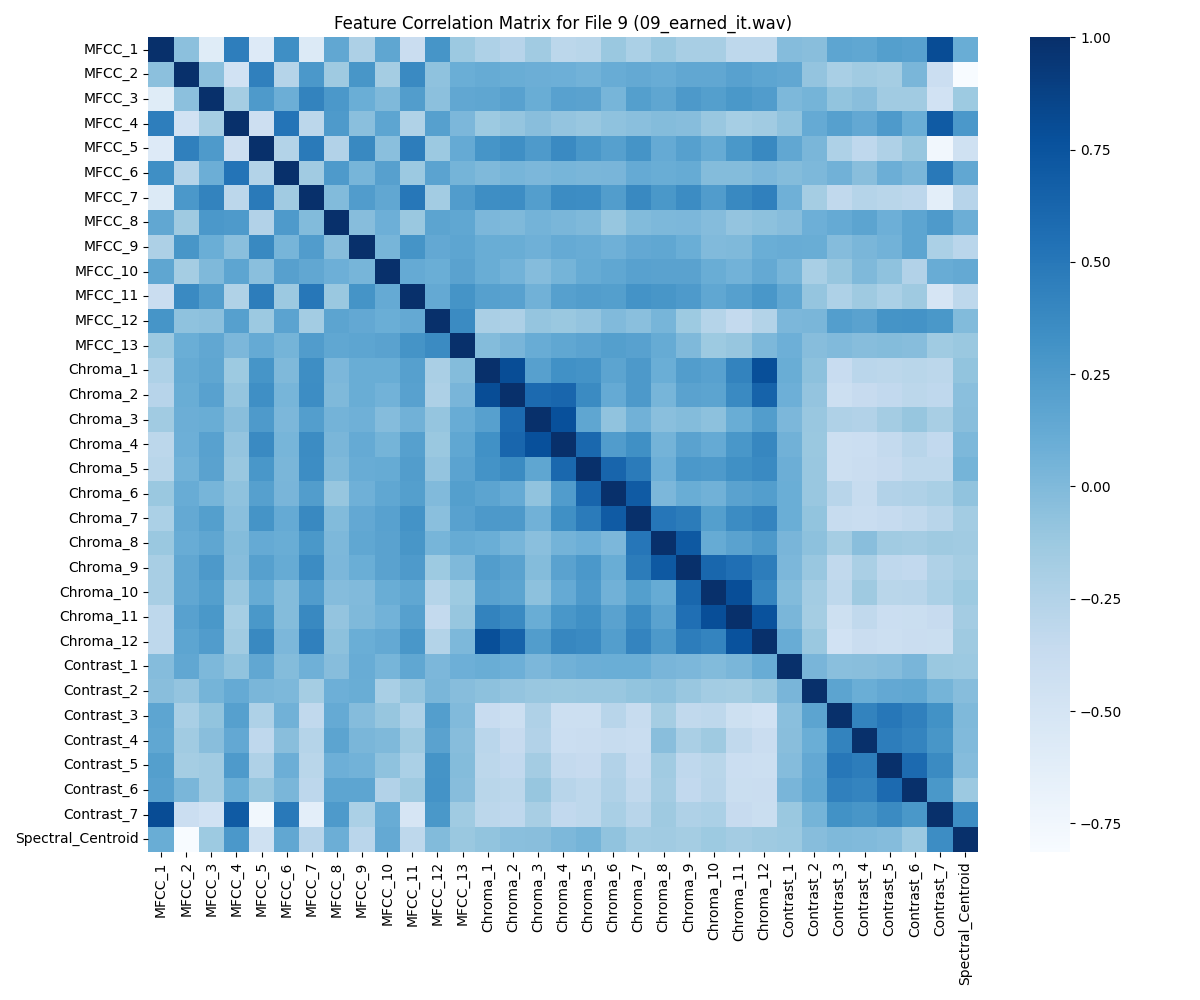 Feature Correlation Matrix for File 9 (09_earned_it.wav)
MFCC_1
MFCC_2
MFCC_3
MFCC_4
MFCC_5
MFCC_6
MFCC_7
MFCC_8
MFCC_9
MFCC_10
MFCC_11
MFCC_12
MFCC_13
Chroma_1
Chroma_2
Chroma_3
Chroma_4
Chroma_5
Chroma_6
Chroma_7
Chroma_8
Chroma_9
Chroma_10
Chroma_11
Chroma_12
Contrast_1
Contrast_2
Contrast_3
Contrast_4
Contrast_5
Contrast_6
Contrast_7
Spectral_Centroid
MFCC_1
MFCC_2
MFCC_3
MFCC_4
MFCC_5
MFCC_6
MFCC_7
MFCC_8
MFCC_9
MFCC_10
MFCC_11
MFCC_12
MFCC_13
Chroma_1
Chroma_2
Chroma_3
Chroma_4
Chroma_5
Chroma_6
Chroma_7
Chroma_8
Chroma_9
Chroma_10
Chroma_11
Chroma_12
Contrast_1
Contrast_2
Contrast_3
Contrast_4
Contrast_5
Contrast_6
Contrast_7
Spectral_Centroid
1.00
0.75
0.50
0.25
0.00
−0.25
−0.50
−0.75